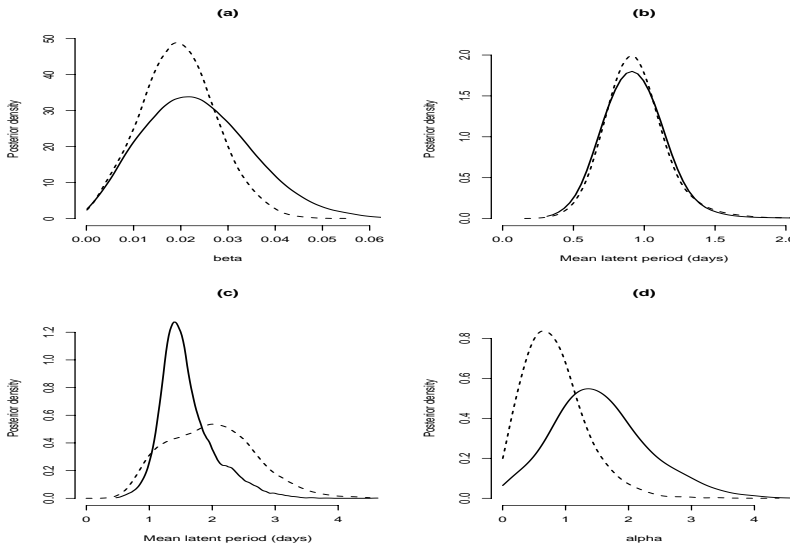 (a)
Posterior density
0 10 20 30 40 50
0.00 0.01 0.02 0.03 0.04 0.05 0.06
beta
(b)
Posterior density
0.0 0.5 1.0 1.5 2.0
0.0 0.5 1.0 1.5 2.0
Mean latent period (days)
(c)
Posterior density
0.0 0.2 0.4 0.6 0.8 1.0 1.2
0 1 2 3 4
Mean latent period (days)
(d)
Posterior density
0.0 0.2 0.4 0.6 0.8
0 1 2 3 4
alpha